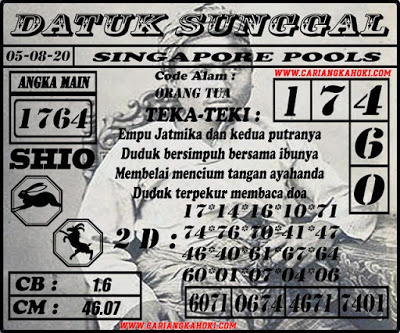 DATUK SUNGGAL
05-08-20
SINGAPORE POOLS
WWW.CARIANGKAHOKI.COM
ANGKA MAIN
1764
Code Alam :
ORANG TUA
TEKA-TEKI :
1 7 4
6
0
Empu Jatmika dan kedua putranya
Duduk bersimpuh bersama ibunya
Membelai mencium tangan ayahanda
Duduk terpekur membaca doa
SHIO
2 D :
17*14*16*10*71
74*76*70*41*47
46*40*61*67*64
60*01*07*04*06
CB : 1.6
CM : 46.07
6071 0674 4671 7401
WWW.CARIANGKAHOKI.COM